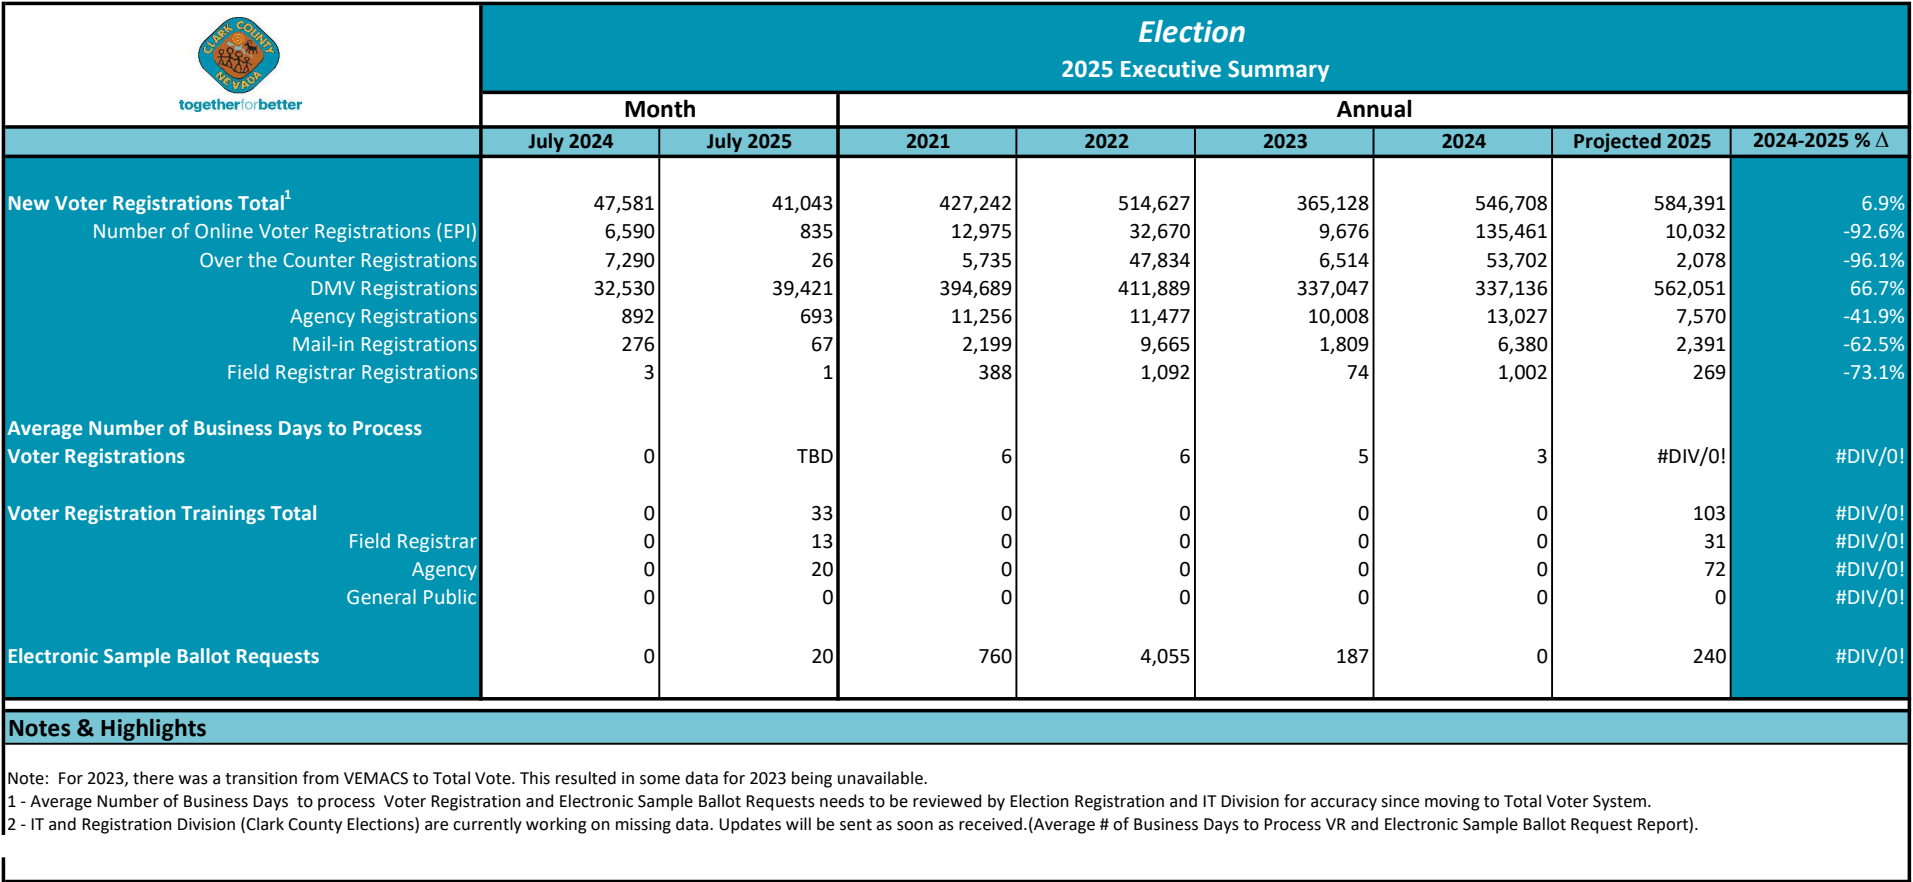 CLARK COUNTY
NEVADA
togetherforbetter
Election
2025 Executive Summary
Month Annual
July 2024 July 2025 2021 2022 2023 2024 Projected 2025 2024-2025 % Δ
New Voter Registrations Total1 47,581 41,043 427,242 514,627 365,128 546,708 584,391 6.9%
Number of Online Voter Registrations (EPI) 6,590 835 12,975 32,670 9,676 135,461 10,032 -92.6%
Over the Counter Registrations 7,290 26 5,735 47,834 6,514 53,702 2,078 -96.1%
DMV Registrations 32,530 39,421 394,689 411,889 337,047 337,136 562,051 66.7%
Agency Registrations 892 693 11,256 11,477 10,008 13,027 7,570 -41.9%
Mail-in Registrations 276 67 2,199 9,665 1,809 6,380 2,391 -62.5%
Field Registrar Registrations 3 1 388 1,092 74 1,002 269 -73.1%
Average Number of Business Days to Process
Voter Registrations 0 TBD 6 6 5 3 #DIV/0! #DIV/0!
Voter Registration Trainings Total 0 33 0 0 0 0 103 #DIV/0!
Field Registrar 0 13 0 0 0 0 31 #DIV/0!
Agency 0 20 0 0 0 0 72 #DIV/0!
General Public 0 0 0 0 0 0 0 #DIV/0!
Electronic Sample Ballot Requests 0 20 760 4,055 187 0 240 #DIV/0!
Notes & Highlights
Note:  For 2023, there was a transition from VEMACS to Total Vote. This resulted in some data for 2023 being unavailable.
1 - Average Number of Business Days  to process  Voter Registration and Electronic Sample Ballot Requests needs to be reviewed by Election Registration and IT Division for accuracy since moving to Total Voter System.
2 - IT and Registration Division (Clark County Elections) are currently working on missing data. Updates will be sent as soon as received.(Average # of Business Days to Process VR and Electronic Sample Ballot Request Report).